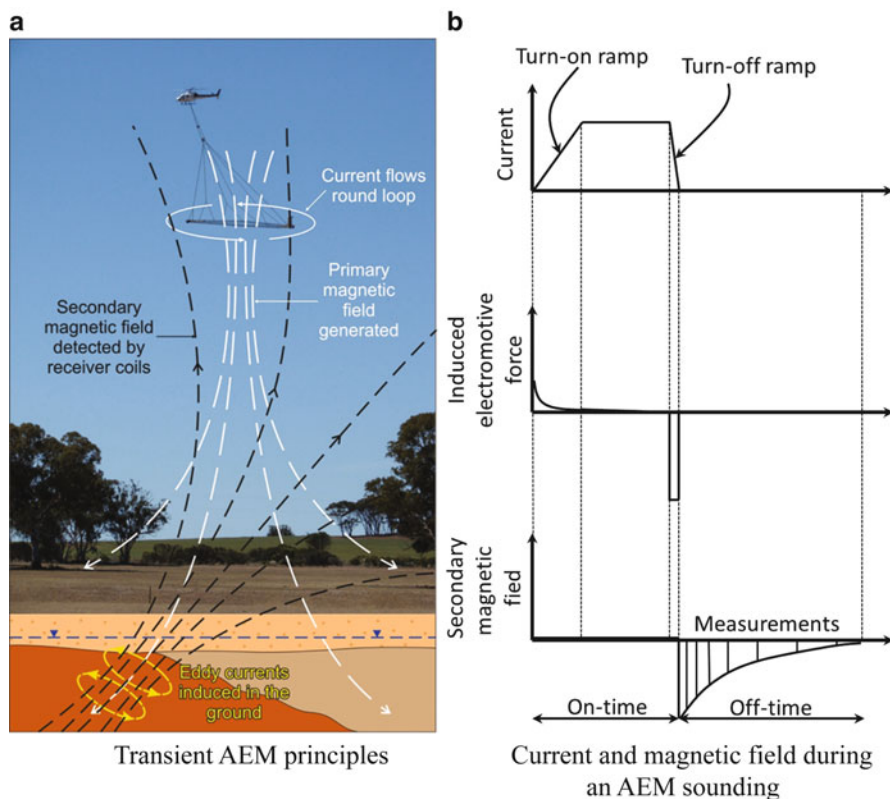 a
Current flows
round loop
Primary
magnetic
field
generated
Secondary
magnetic field
detected by
receiver coils
Eddy currents
induced in the
ground
Transient AEM principles
b
Turn-on ramp
Turn-off ramp
Current
Induced
electromotive
force
Secondary
magnetic
fied
Measurements
On-time
Off-time
Current and magnetic field during
an AEM sounding